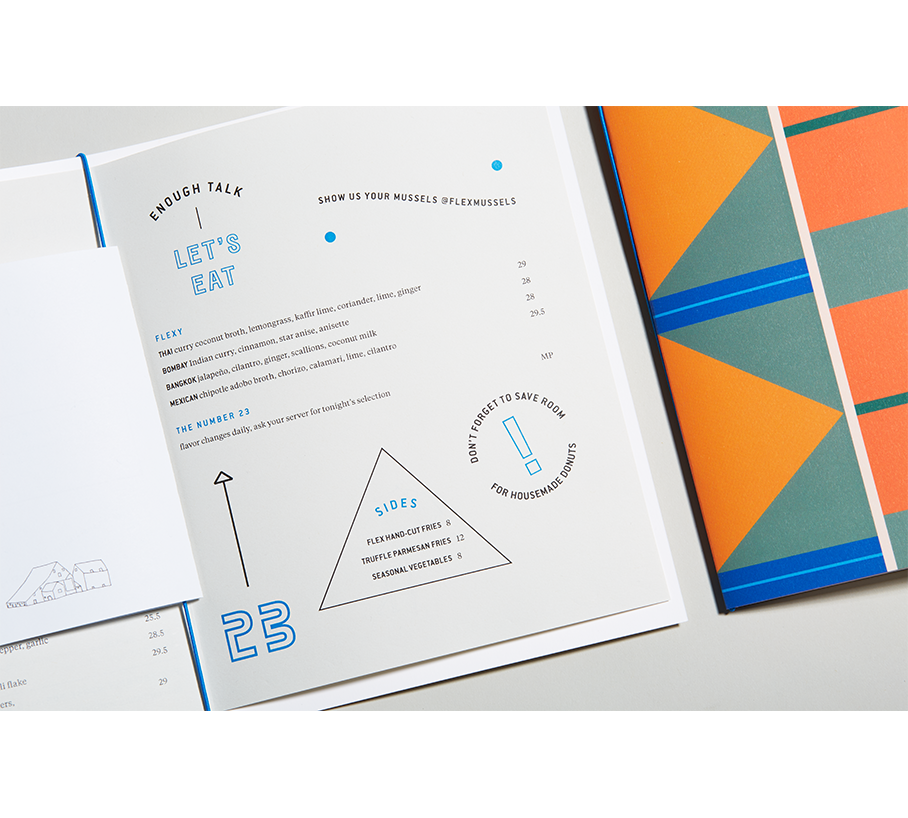 ENOUGH TALK
LET'S
EAT
SHOW US YOUR MUSSELS @FLEXMUSSELS
FLEXY
THAI curry coconut broth, lemongrass, kaffir lime, coriander, lime, ginger 29
BOMBAY Indian curry, cinnamon, star anise, anisette 28
BANGKOK jalapeño, cilantro, ginger, scallions, coconut milk 28
MEXICAN chipotle adobo broth, chorizo, calamari, lime, cilantro 29.5
THE NUMBER 23
flavor changes daily, ask your server for tonight's selection MP
DON'T FORGET TO SAVE ROOM
!
FOR HOUSEMADE DONUTS
SIDES
FLEX HAND-CUT FRIES 8
TRUFFLE PARMESAN FRIES 12
SEASONAL VEGETABLES 8
23
25.5
garlic 28.5
29.5
flake 29